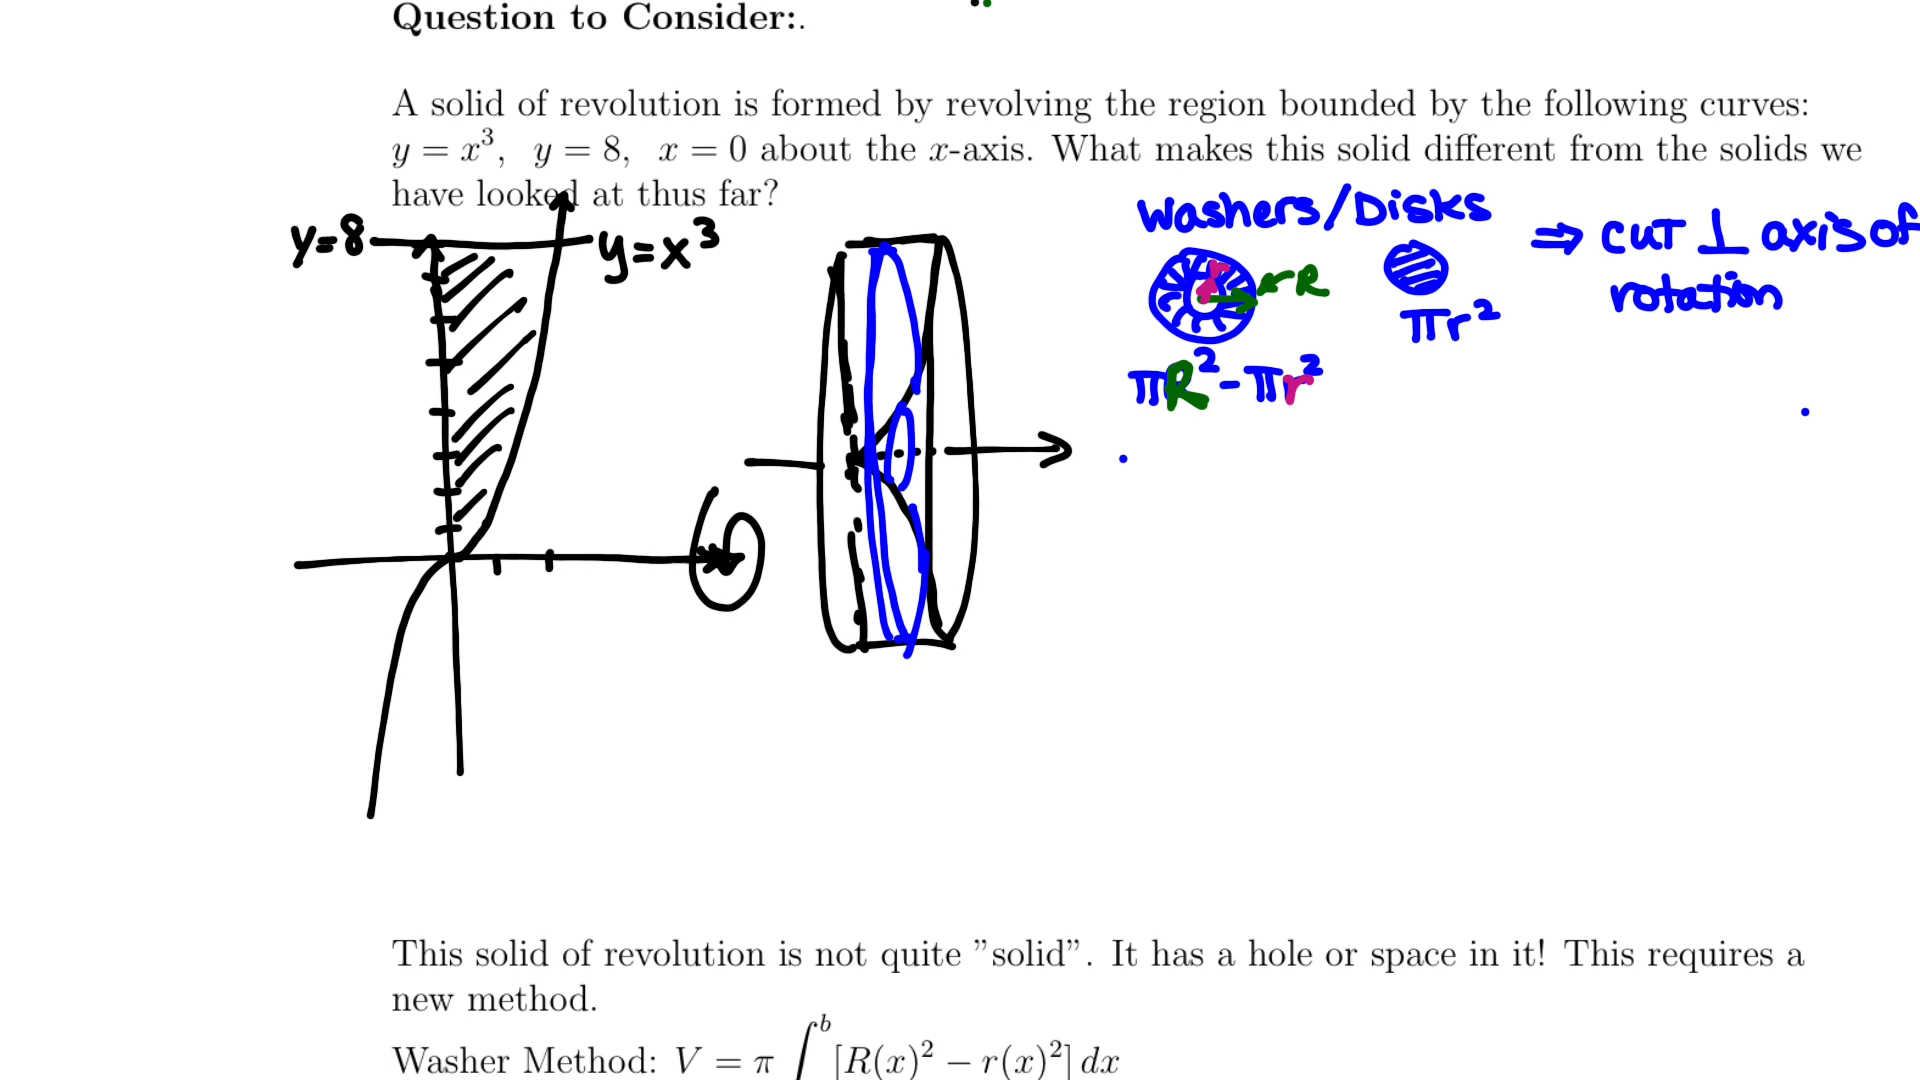 Question to Consider:.
A solid of revolution is formed by revolving the region bounded by the following curves:
y = x³, y = 8, x = 0 about the x-axis. What makes this solid different from the solids we
have looked at thus far?
y=8
y=x³
Washers/Disks
⇒ cut ⊥ axis of
rotation
r
R
πr²
πR²-πr²
This solid of revolution is not quite ”solid”. It has a hole or space in it! This requires a
new method.
Washer Method: V = π ∫ᵇ [R(x)² − r(x)²] dx